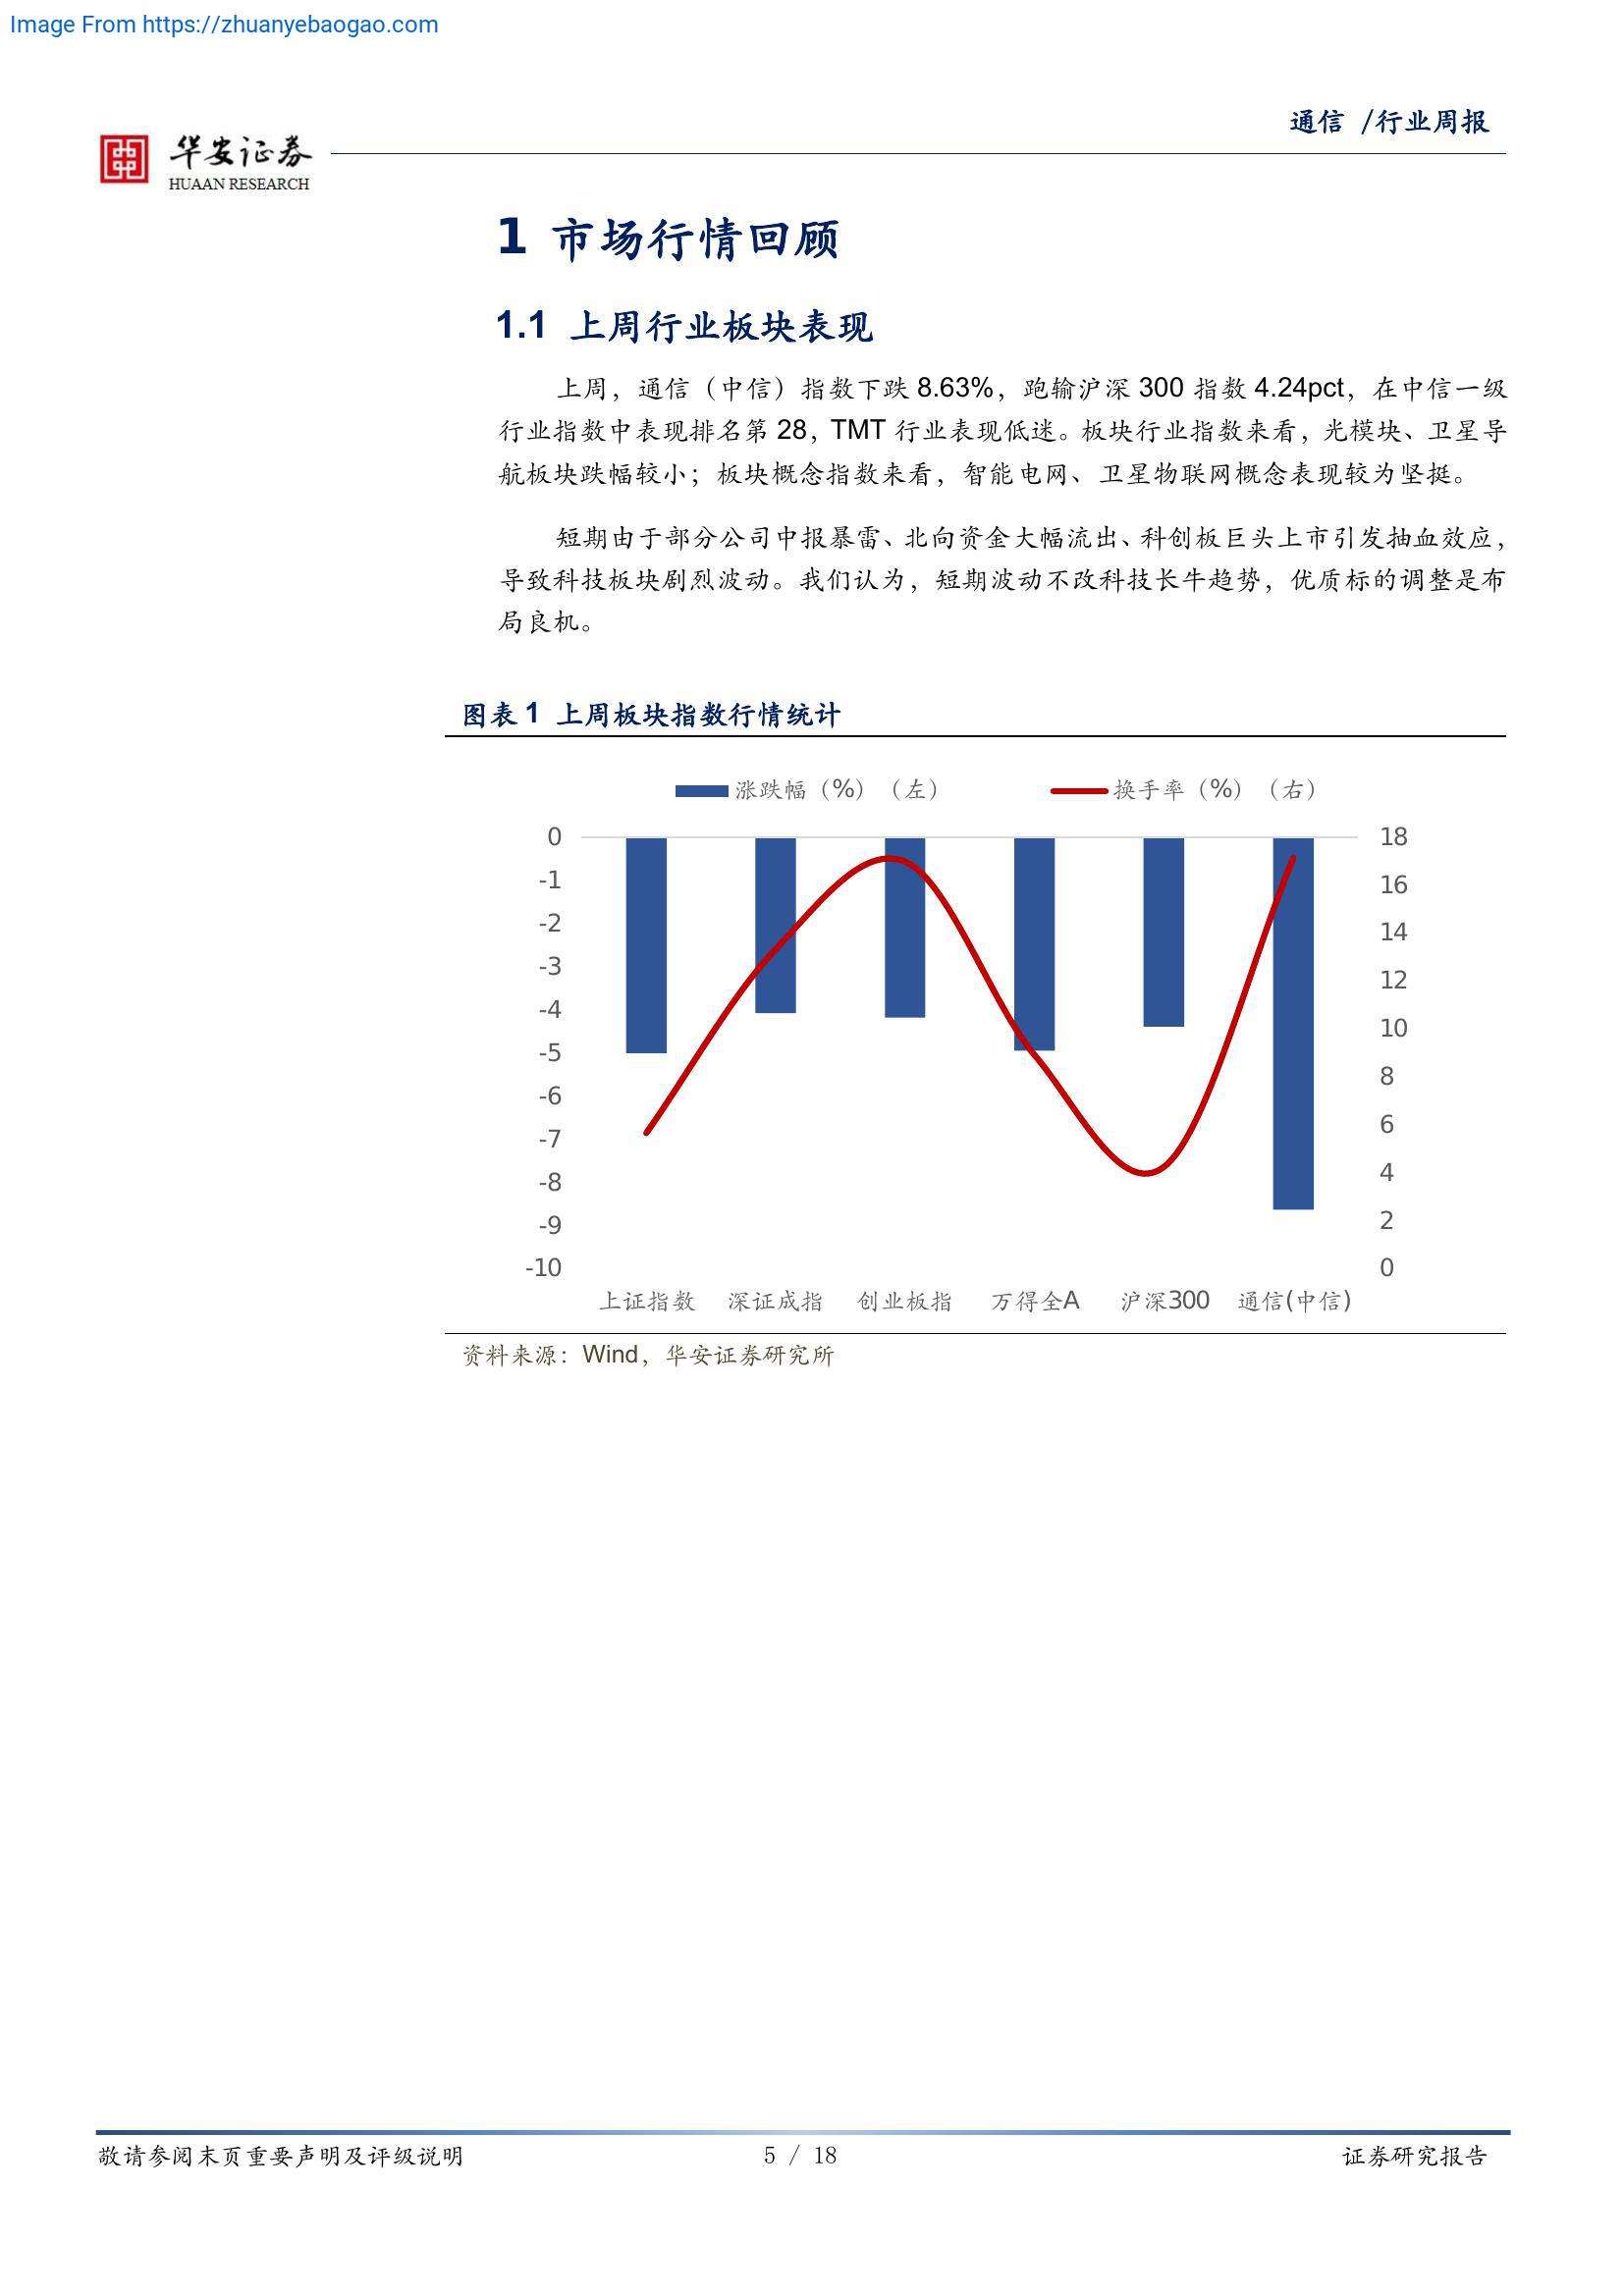 Image From https://zhuanyebaogao.com
通信 /行业周报
华安证券
HUAAN RESEARCH
1 市场行情回顾
1.1 上周行业板块表现
上周，通信（中信）指数下跌 8.63%，跑输沪深 300 指数 4.24pct，在中信一级
行业指数中表现排名第 28，TMT 行业表现低迷。板块行业指数来看，光模块、卫星导
航板块跌幅较小；板块概念指数来看，智能电网、卫星物联网概念表现较为坚挺。
短期由于部分公司中报暴雷、北向资金大幅流出、科创板巨头上市引发抽血效应，
导致科技板块剧烈波动。我们认为，短期波动不改科技长牛趋势，优质标的调整是布
局良机。
图表 1 上周板块指数行情统计
涨跌幅（%）（左） 换手率（%）（右）
0 18
-1 16
-2 14
-3 12
-4 10
-5 8
-6 6
-7 4
-8 2
-9 0
-10
上证指数 深证成指 创业板指 万得全A 沪深300 通信(中信)
资料来源：Wind，华安证券研究所
敬请参阅末页重要声明及评级说明 5 / 18 证券研究报告